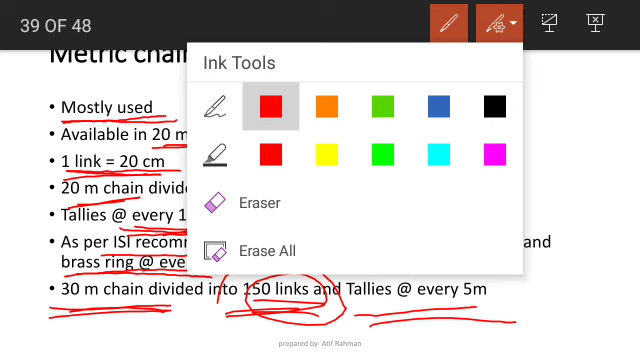 39 OF 48
Metric chain
Ink Tools
• Mostly used
• Available in 20 m
• 1 link = 20 cm
• 20 m chain divide
Eraser
• Tallies @ every 1
• As per ISI recomm and
Erase All
brass ring @ eve
• 30 m chain divided into 150 links and Tallies @ every 5m
prepared by- Atif Rahman